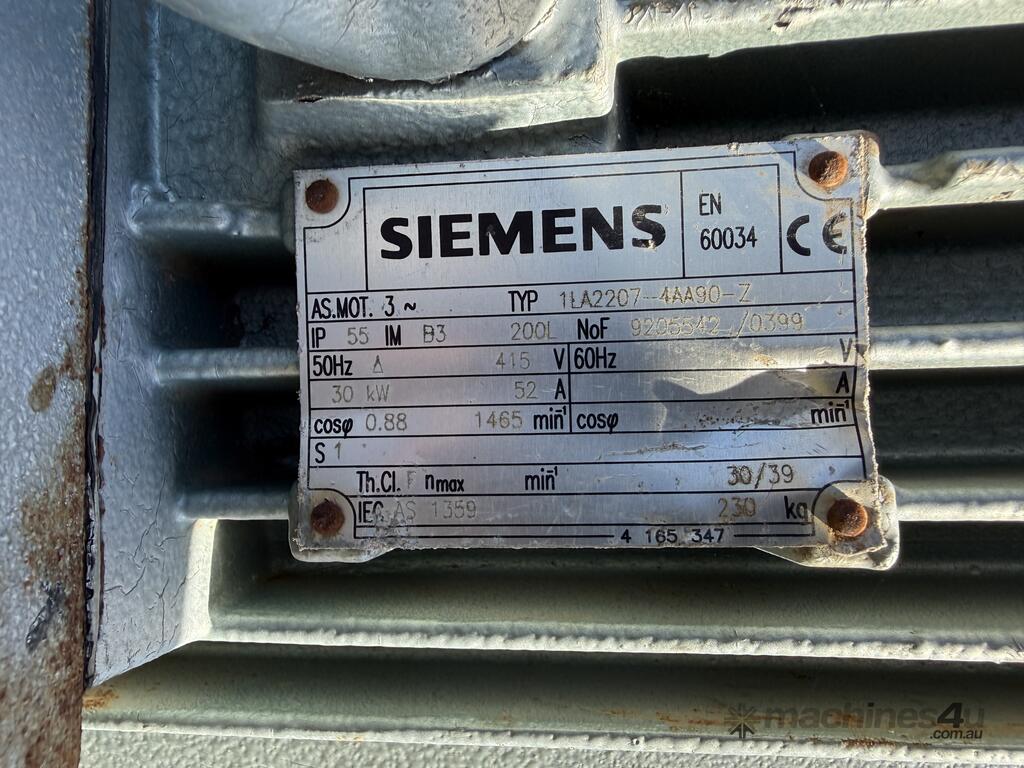 SIEMENS
EN
60034
CE
AS.MOT. 3 ~ TYP 1LA2207-4AA90-Z
IP 55 IM B3 200L NoF 9205542 /0399
50Hz Δ 415 V 60Hz V
30 kW 52 A A
cosφ 0.88 1465 min⁻¹ cosφ min⁻¹
S 1
Th.Cl. F nmax min⁻¹ 30/39
IEC AS 1359 230 kg
4 165 347
machines4u
.com.au